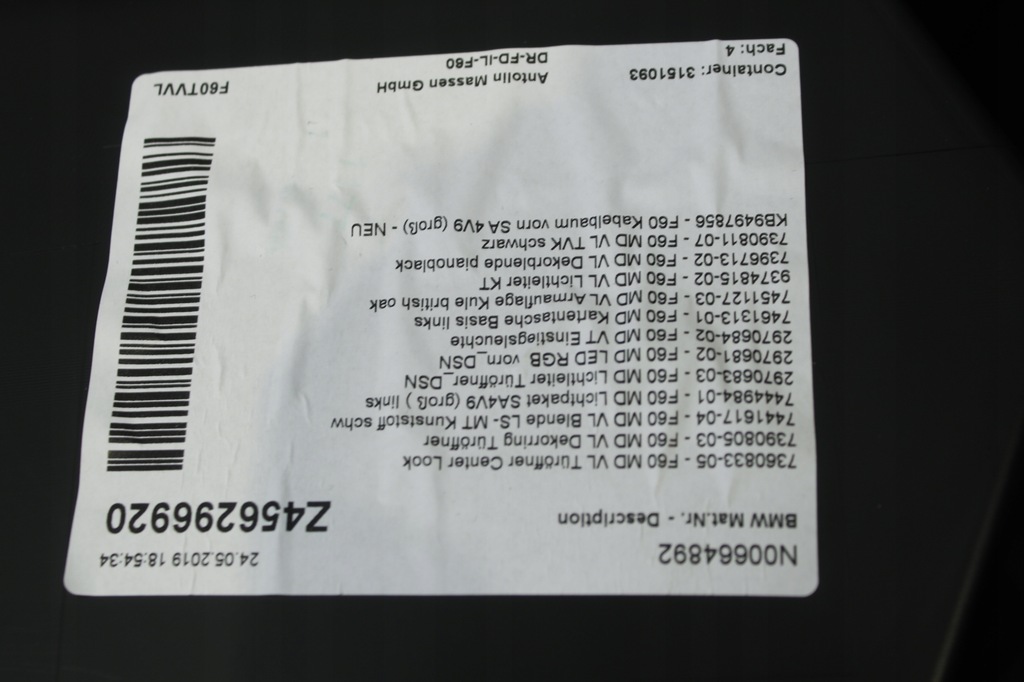 N00664892
24.05.2019 18:54:34
BMW Mat.Nr. - Description
Z456296920
7360833-05 - F60 MD VL Türöffner Center Look
7390805-03 - F60 MD VL Dekorring Türöffner
7441617-04 - F60 MD VL Blende LS- MT Kunststoff schw
7444984-01 - F60 MD Lichtpaket SA4V9 (groß ) links
2970683-03 - F60 MD Lichtleiter Türöffner_DSN
2970681-02 - F60 MD LED RGB vorn_DSN
2970684-02 - F60 MD VT Einstiegsleuchte
7461313-01 - F60 MD Kartentasche Basis links
7451127-03 - F60 MD VL Armauflage Kule british oak
9374815-02 - F60 MD VL Lichtleiter KT
7396713-02 - F60 MD VL Dekorblende pianoblack
7390811-07 - F60 MD VL TVK schwarz
KB9497856 - F60 Kabelbaum vorn SA 4V9 (groß) - NEU
Container: 3151093
Antolin Massen GmbH
F60TVVL
Fach: 4
DR-FD-IL-F60